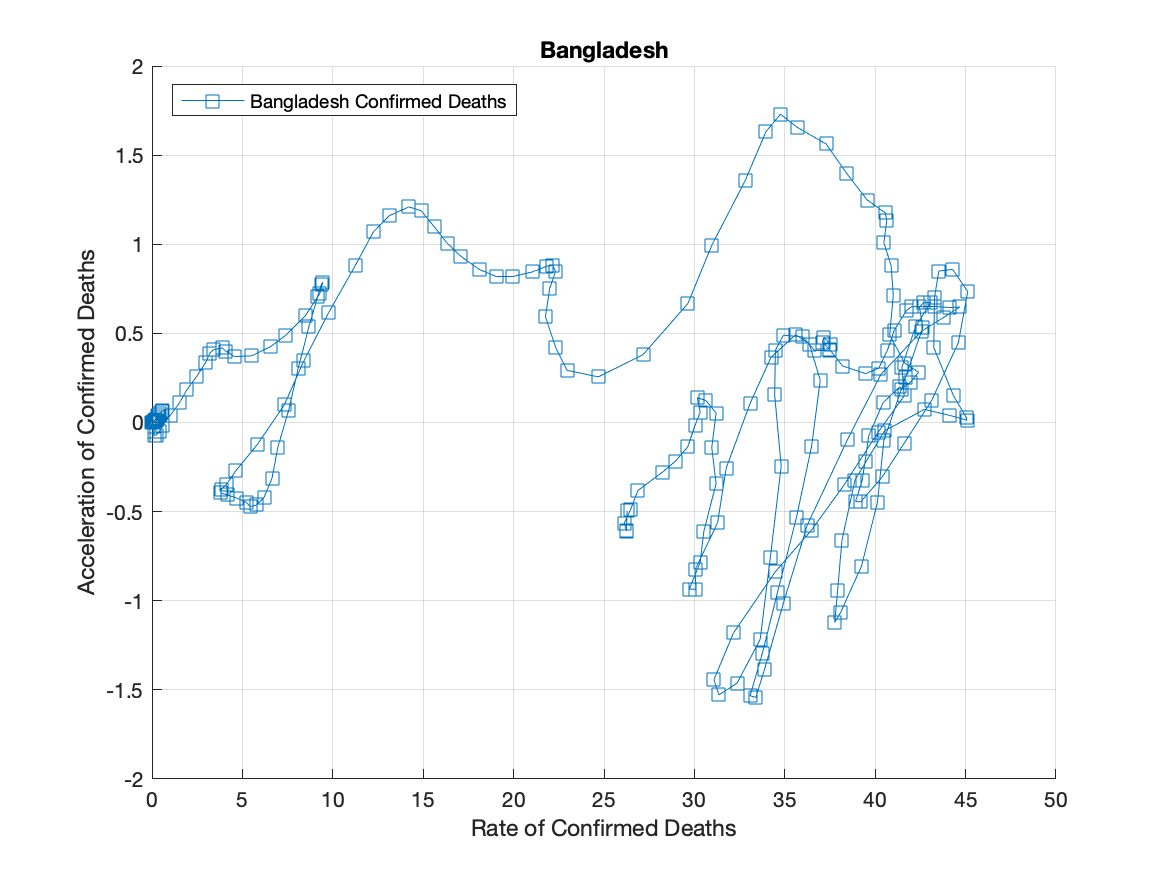 Bangladesh
2
1.5
1
0.5
0
-0.5
-1
-1.5
-2
Acceleration of Confirmed Deaths
Bangladesh Confirmed Deaths
0 5 10 15 20 25 30 35 40 45 50
Rate of Confirmed Deaths